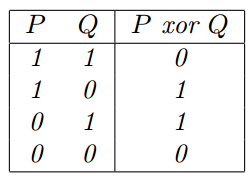 P Q P xor Q
1 1 0
1 0 1
0 1 1
0 0 0